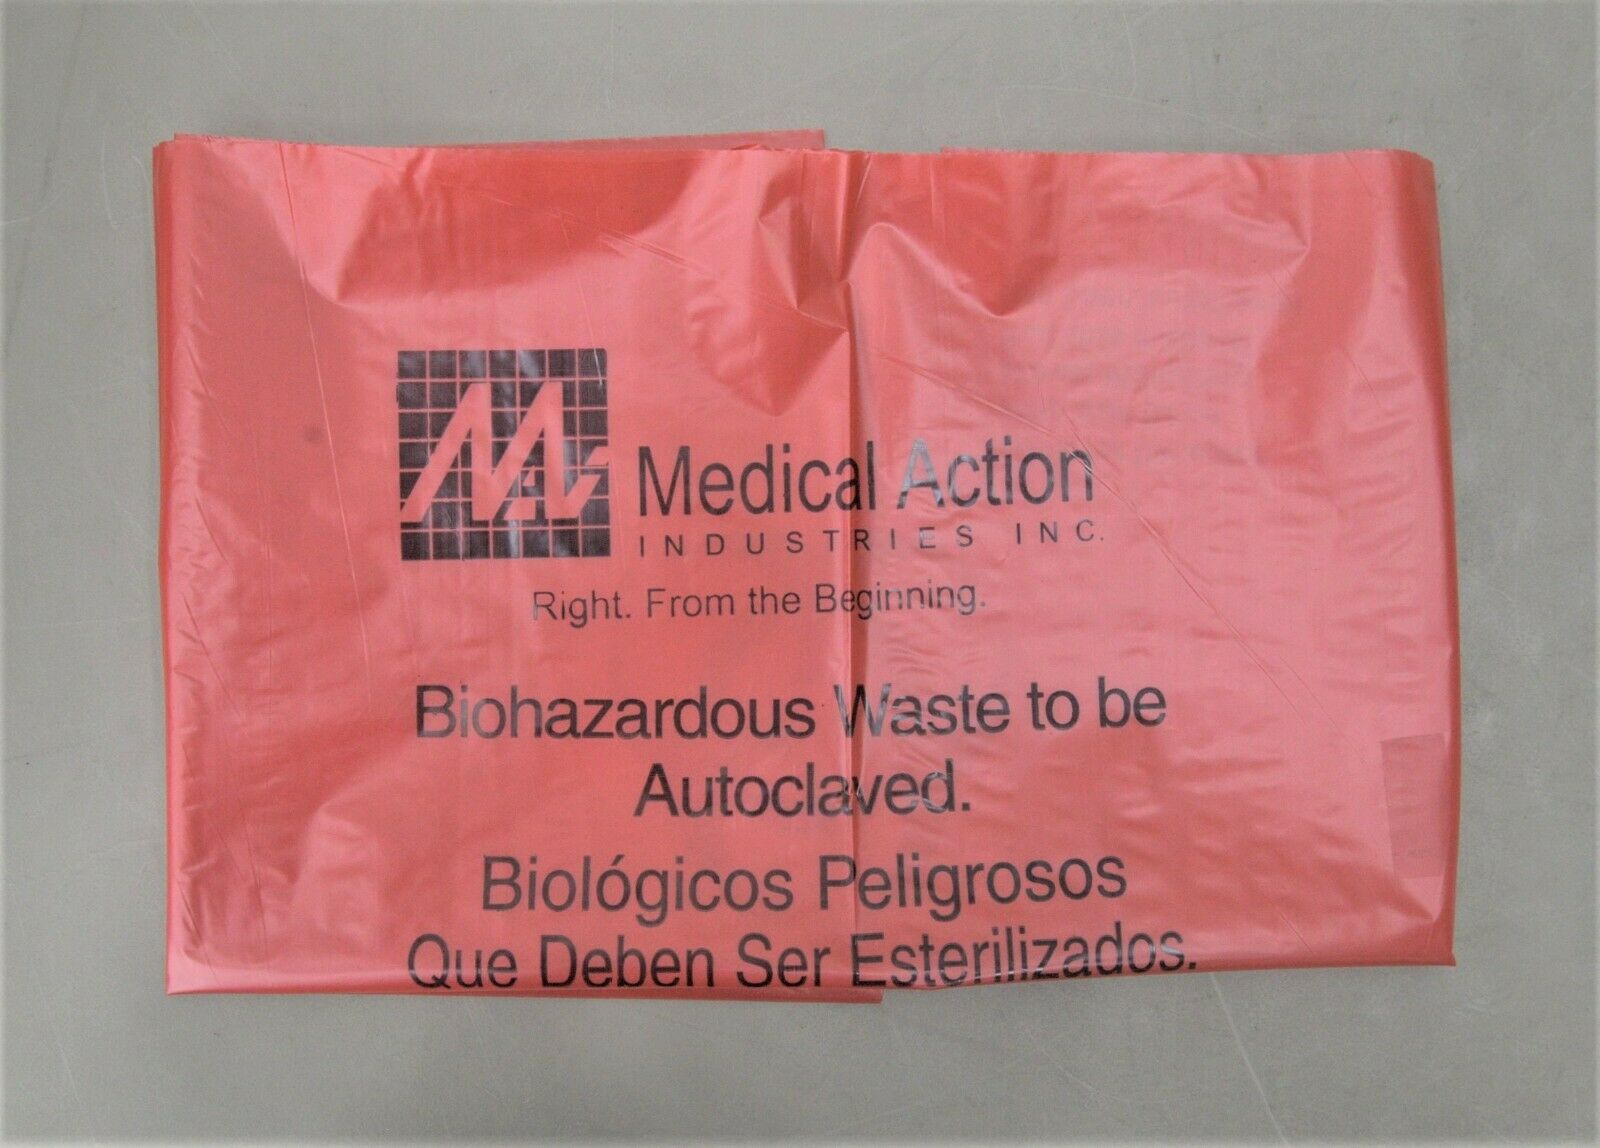 Medical Action
INDUSTRIES INC.
Right. From the Beginning.
Biohazardous Waste to be
Autoclaved.
Biológicos Peligrosos
Que Deben Ser Esterilizados.